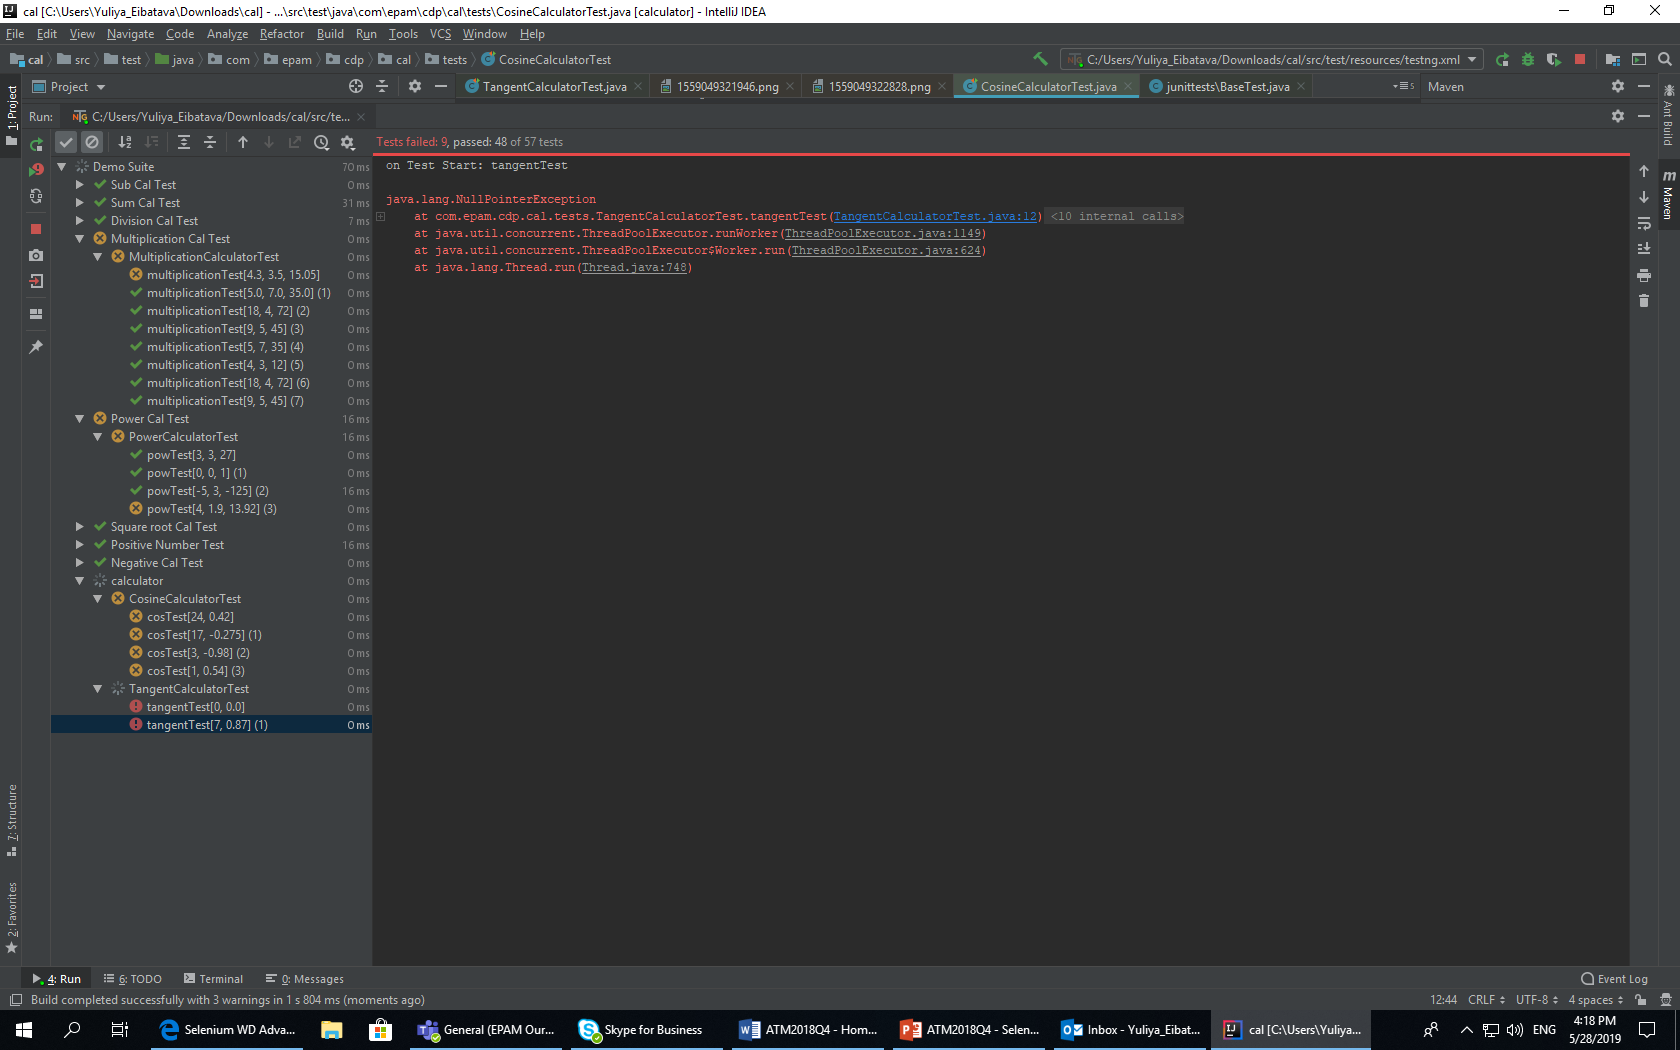 cal [C:\Users\Yuliya_Eibatava\Downloads\cal] - ...\src\test\java\com\epam\cdp\cal\tests\CosineCalculatorTest.java [calculator] - IntelliJ IDEA
File Edit View Navigate Code Analyze Refactor Build Run Tools VCS Window Help
cal src test java com epam cdp cal tests CosineCalculatorTest C:/Users/Yuliya_Eibatava/Downloads/cal/src/test/resources/testng.xml
Project TangentCalculatorTest.java 1559049321946.png 1559049322828.png CosineCalculatorTest.java junittests\BaseTest.java Maven
Run: C:/Users/Yuliya_Eibatava/Downloads/cal/src/te...
Tests failed: 9, passed: 48 of 57 tests
Demo Suite 70 ms
Sub Cal Test 0 ms
Sum Cal Test 31 ms
Division Cal Test 7 ms
Multiplication Cal Test 0 ms
MultiplicationCalculatorTest 0 ms
multiplicationTest[4.3, 3.5, 15.05] 0 ms
multiplicationTest[5.0, 7.0, 35.0] (1) 0 ms
multiplicationTest[18, 4, 72] (2) 0 ms
multiplicationTest[9, 5, 45] (3) 0 ms
multiplicationTest[5, 7, 35] (4) 0 ms
multiplicationTest[4, 3, 12] (5) 0 ms
multiplicationTest[18, 4, 72] (6) 0 ms
multiplicationTest[9, 5, 45] (7) 0 ms
Power Cal Test 16 ms
PowerCalculatorTest 16 ms
powTest[3, 3, 27] 0 ms
powTest[0, 0, 1] (1) 0 ms
powTest[-5, 3, -125] (2) 16 ms
powTest[4, 1.9, 13.92] (3) 0 ms
Square root Cal Test 0 ms
Positive Number Test 16 ms
Negative Cal Test 0 ms
calculator 0 ms
CosineCalculatorTest 0 ms
cosTest[24, 0.42] 0 ms
cosTest[17, -0.275] (1) 0 ms
cosTest[3, -0.98] (2) 0 ms
cosTest[1, 0.54] (3) 0 ms
TangentCalculatorTest 0 ms
tangentTest[0, 0.0] 0 ms
tangentTest[7, 0.87] (1) 0 ms
on Test Start: tangentTest
java.lang.NullPointerException
at com.epam.cdp.cal.tests.TangentCalculatorTest.tangentTest(TangentCalculatorTest.java:12) <10 internal calls>
at java.util.concurrent.ThreadPoolExecutor.runWorker(ThreadPoolExecutor.java:1149)
at java.util.concurrent.ThreadPoolExecutor$Worker.run(ThreadPoolExecutor.java:624)
at java.lang.Thread.run(Thread.java:748)
1: Project
7: Structure
2: Favorites
Ant Build
m Maven
4: Run 6: TODO Terminal 0: Messages Event Log
Build completed successfully with 3 warnings in 1 s 804 ms (moments ago) 12:44 CRLF UTF-8 4 spaces
Selenium WD Adva... General (EPAM Our... Skype for Business ATM2018Q4 - Hom... ATM2018Q4 - Selen... Inbox - Yuliya_Eibat... cal [C:\Users\Yuliya... ENG 4:18 PM
5/28/2019